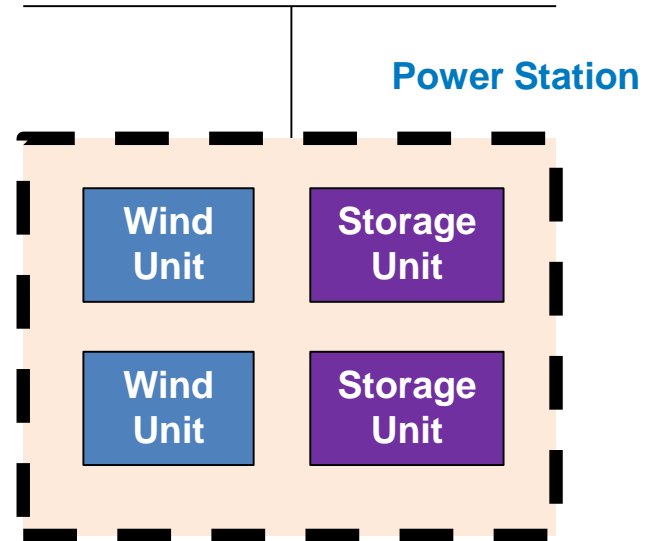 Power Station
Wind
Unit
Storage
Unit
Wind
Unit
Storage
Unit